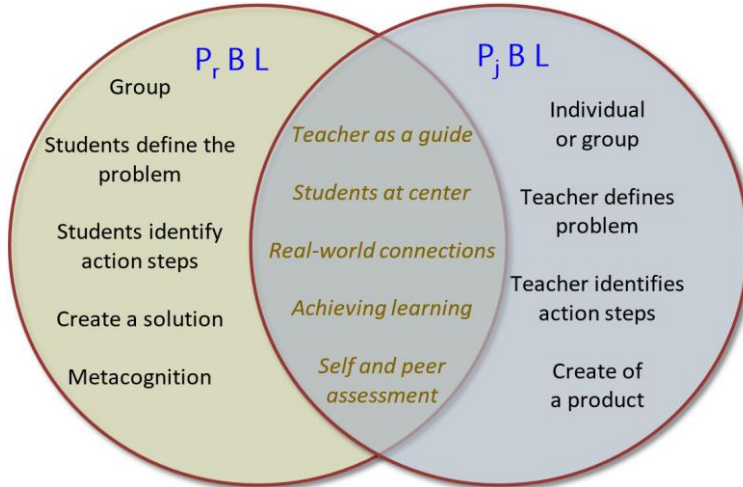 P_r B L
Group
Students define the
problem
Students identify
action steps
Create a solution
Metacognition
Teacher as a guide
Students at center
Real-world connections
Achieving learning
Self and peer
assessment
P_j B L
Individual
or group
Teacher defines
problem
Teacher identifies
action steps
Create of
a product